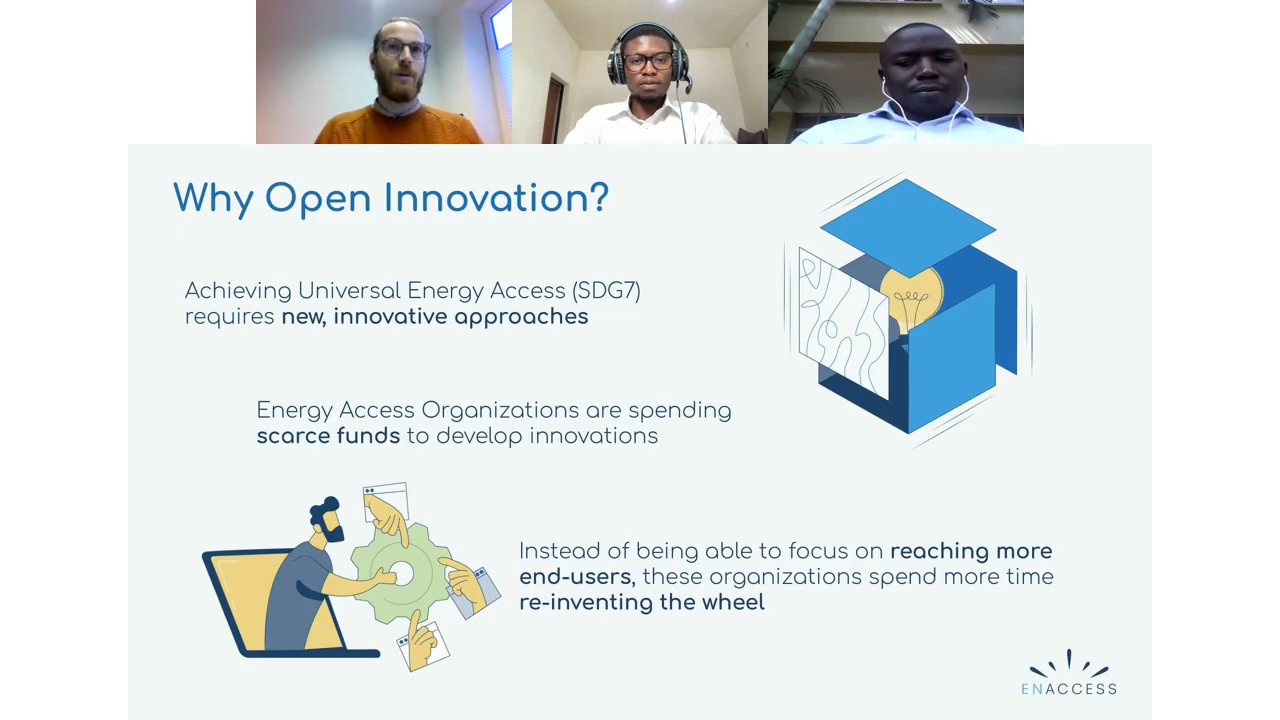 Why Open Innovation?
Achieving Universal Energy Access (SDG7)
requires new, innovative approaches
Energy Access Organizations are spending
scarce funds to develop innovations
Instead of being able to focus on reaching more
end-users, these organizations spend more time
re-inventing the wheel
ENACCESS